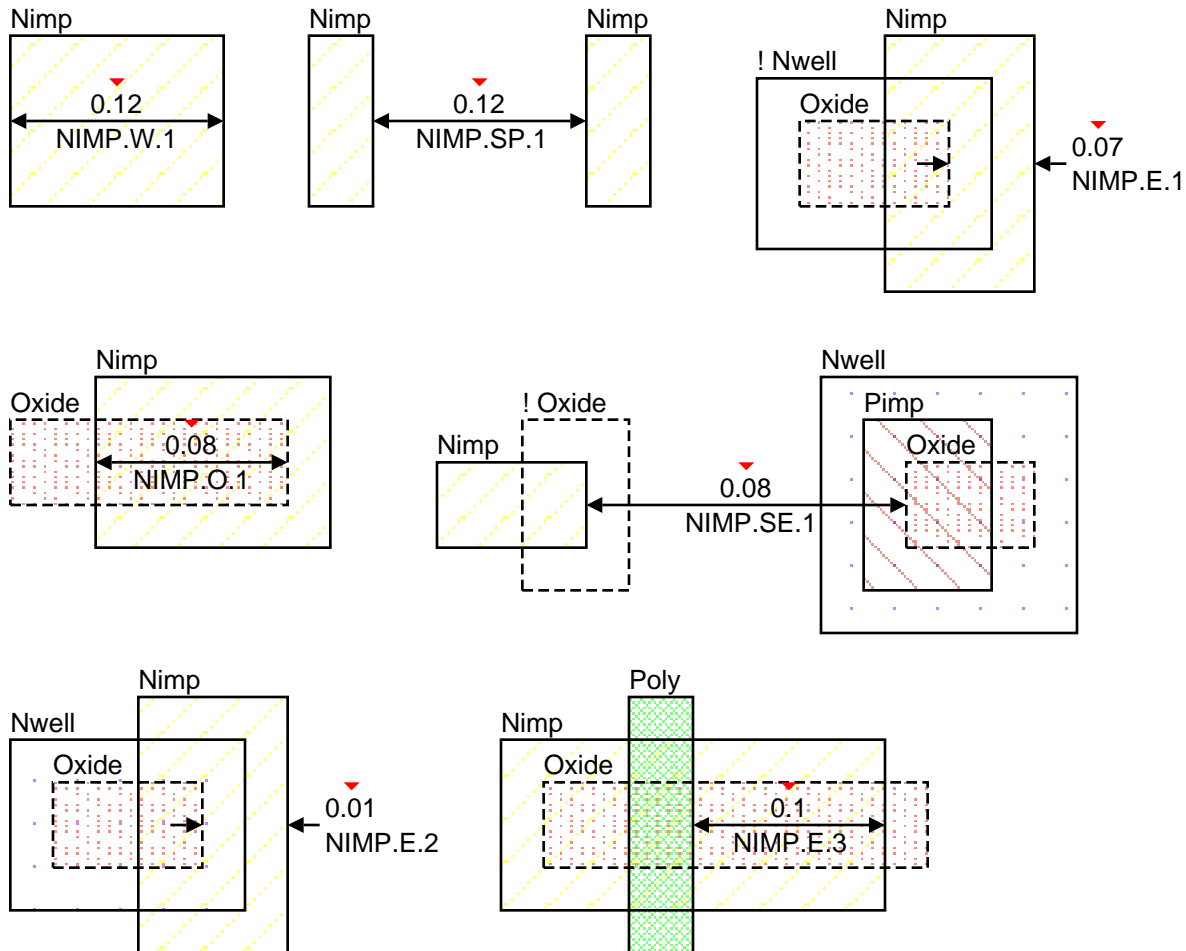 Nimp
0.12
NIMP.W.1
Nimp
Nimp
0.12
NIMP.SP.1
Nimp
! Nwell
Oxide
0.07
NIMP.E.1
Nimp
Oxide
0.08
NIMP.O.1
! Oxide
Nimp
0.08
NIMP.SE.1
Nwell
Pimp
Oxide
Nimp
Nwell
Oxide
0.01
NIMP.E.2
Poly
Nimp
Oxide
0.1
NIMP.E.3